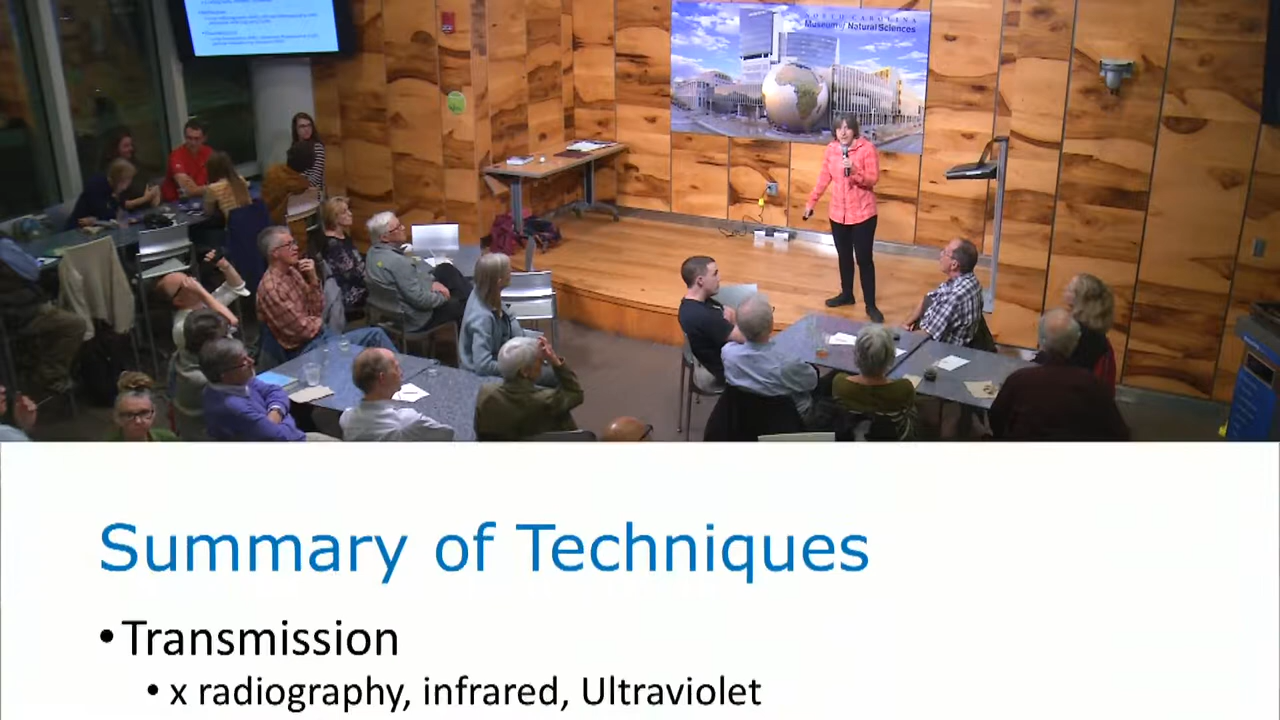 NORTH CAROLINA
Museum of Natural Sciences
Summary of Techniques
• Transmission
• x radiography, infrared, Ultraviolet